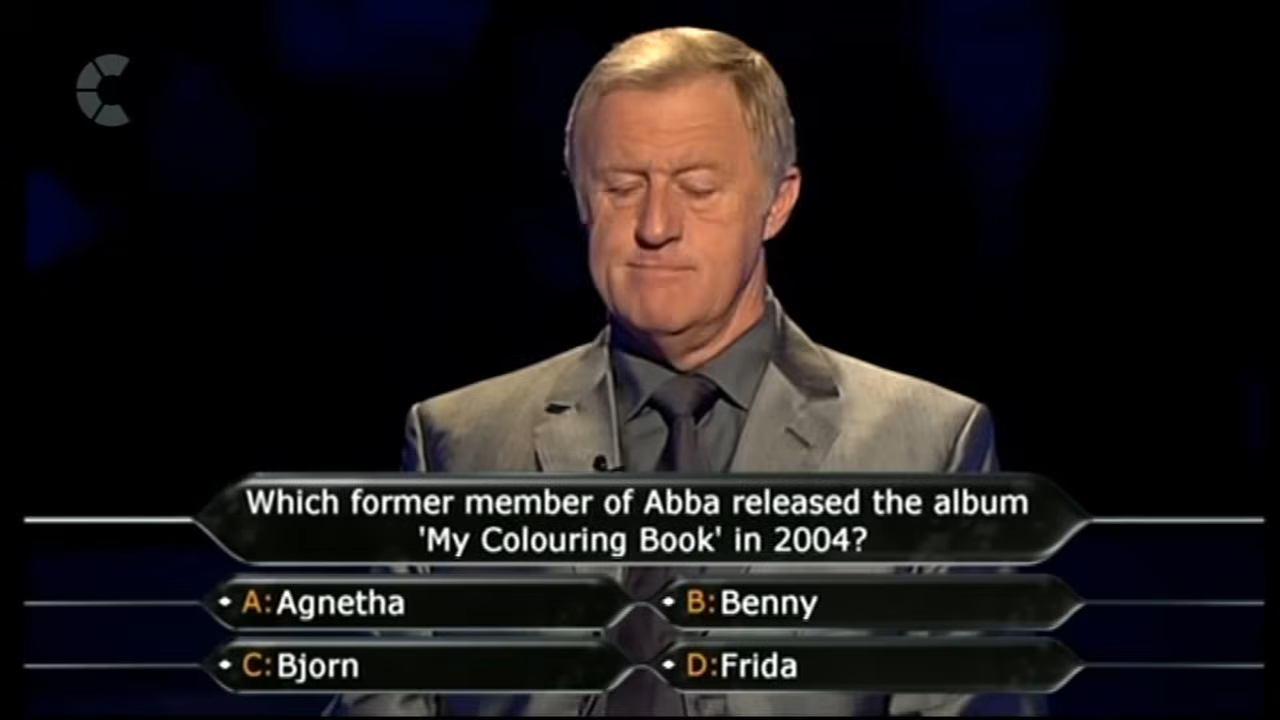 Which former member of Abba released the album
'My Colouring Book' in 2004?
A: Agnetha
B: Benny
C: Bjorn
D: Frida